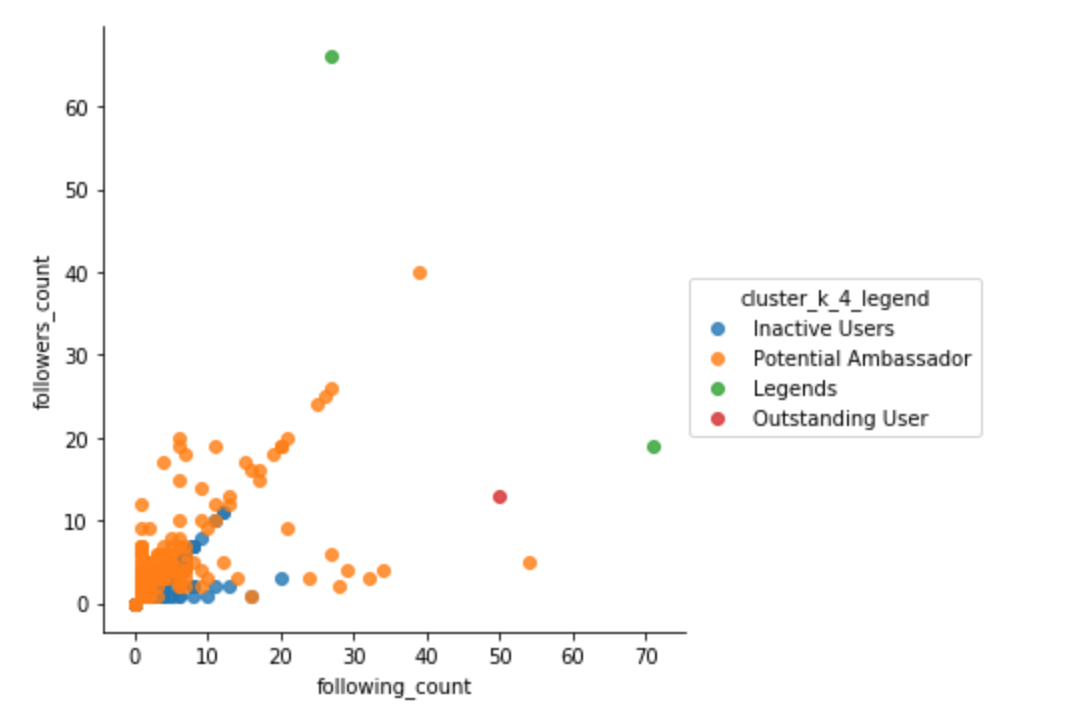 60
50
40
30
20
10
0
followers_count
0 10 20 30 40 50 60 70
following_count
cluster_k_4_legend
Inactive Users
Potential Ambassador
Legends
Outstanding User